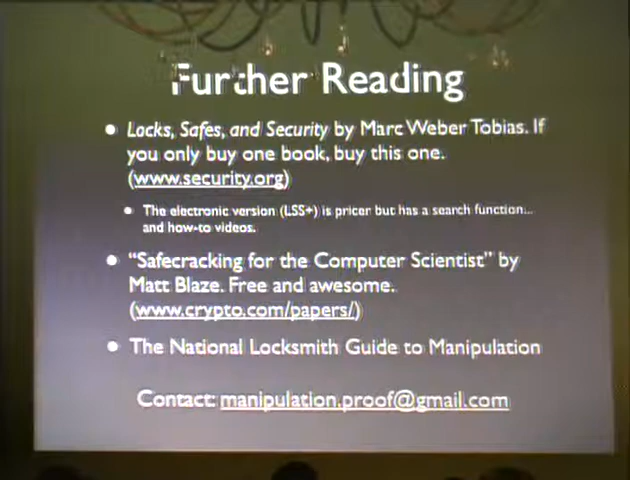 Further Reading
• Locks, Safes, and Security by Marc Weber Tobias. If
you only buy one book, buy this one.
(www.security.org)
• The electronic version (LSS+) is pricer but has a search function...
and how-to videos.
• “Safecracking for the Computer Scientist” by
Matt Blaze. Free and awesome.
(www.crypto.com/papers/)
• The National Locksmith Guide to Manipulation
Contact: manipulation.proof@gmail.com